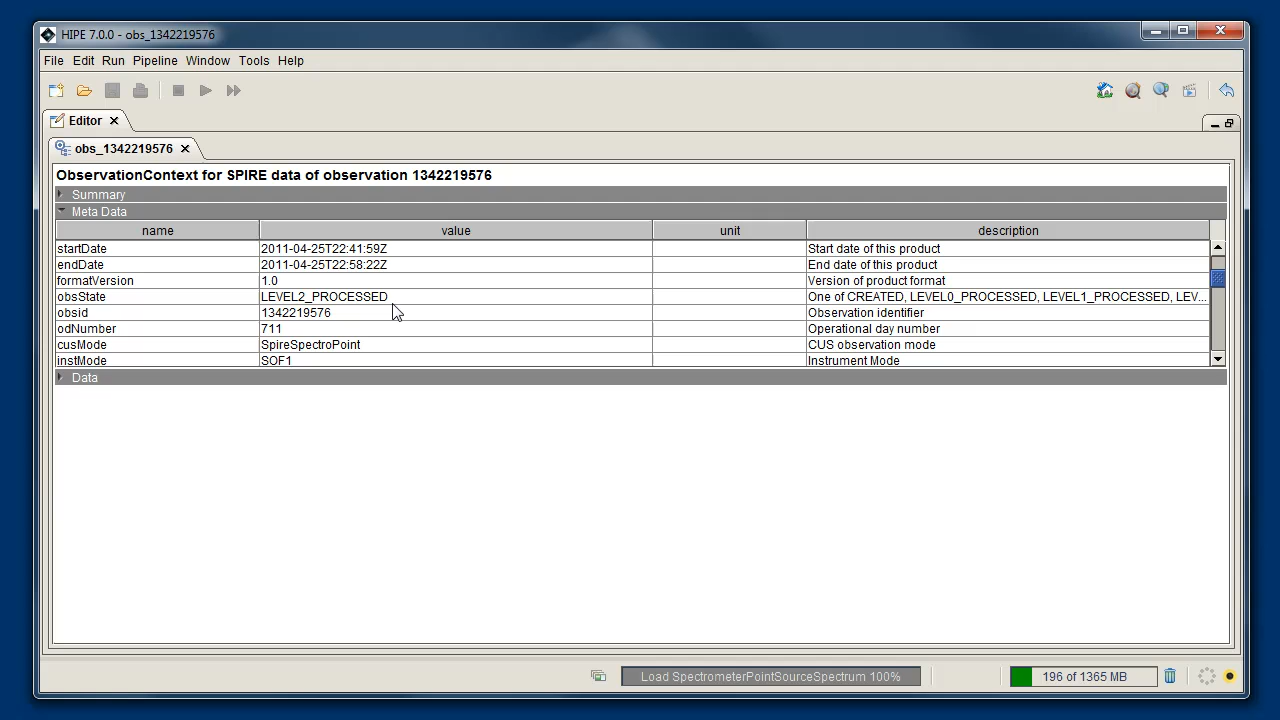 HIPE 7.0.0 - obs_1342219576
File Edit Run Pipeline Window Tools Help
Editor
obs_1342219576
ObservationContext for SPIRE data of observation 1342219576
Summary
Meta Data
name value unit description
startDate 2011-04-25T22:41:59Z Start date of this product
endDate 2011-04-25T22:58:22Z End date of this product
formatVersion 1.0 Version of product format
obsState LEVEL2_PROCESSED One of CREATED, LEVEL0_PROCESSED, LEVEL1_PROCESSED, LEV...
obsid 1342219576 Observation identifier
odNumber 711 Operational day number
cusMode SpireSpectroPoint CUS observation mode
instMode SOF1 Instrument Mode
Data
Load SpectrometerPointSourceSpectrum 100% 196 of 1365 MB